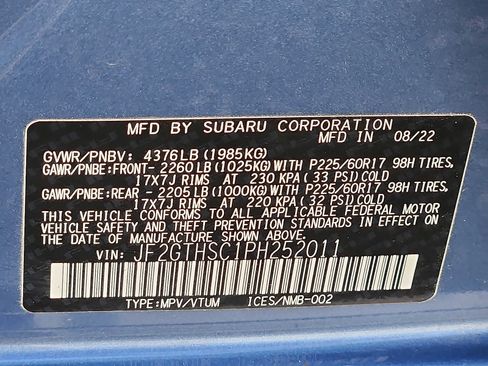 MFD BY SUBARU CORPORATION
MFD IN 08/22
GVWR/PNBV: 4376LB(1985KG)
GAWR/PNBE:FRONT- 2260LB(1025KG)WITH P225/60R17 98H TIRES,
17X7J RIMS AT 230 KPA( 33 PSI)COLD
GAWR/PNBE:REAR - 2205LB(1000KG)WITH P225/60R17 98H TIRES,
17X7J RIMS AT 220 KPA( 32 PSI)COLD
THIS VEHICLE CONFORMS TO ALL APPLICABLE FEDERAL MOTOR
VEHICLE SAFETY BUMPER, AND THEFT PREVENTION STANDARDS IN EFFECT
ON THE DATE OF MANUFACTURE SHOWN ABOVE.
VIN: JF2GTHSC1PH252011
TYPE:MPV/VTUM ICES/NMB-002